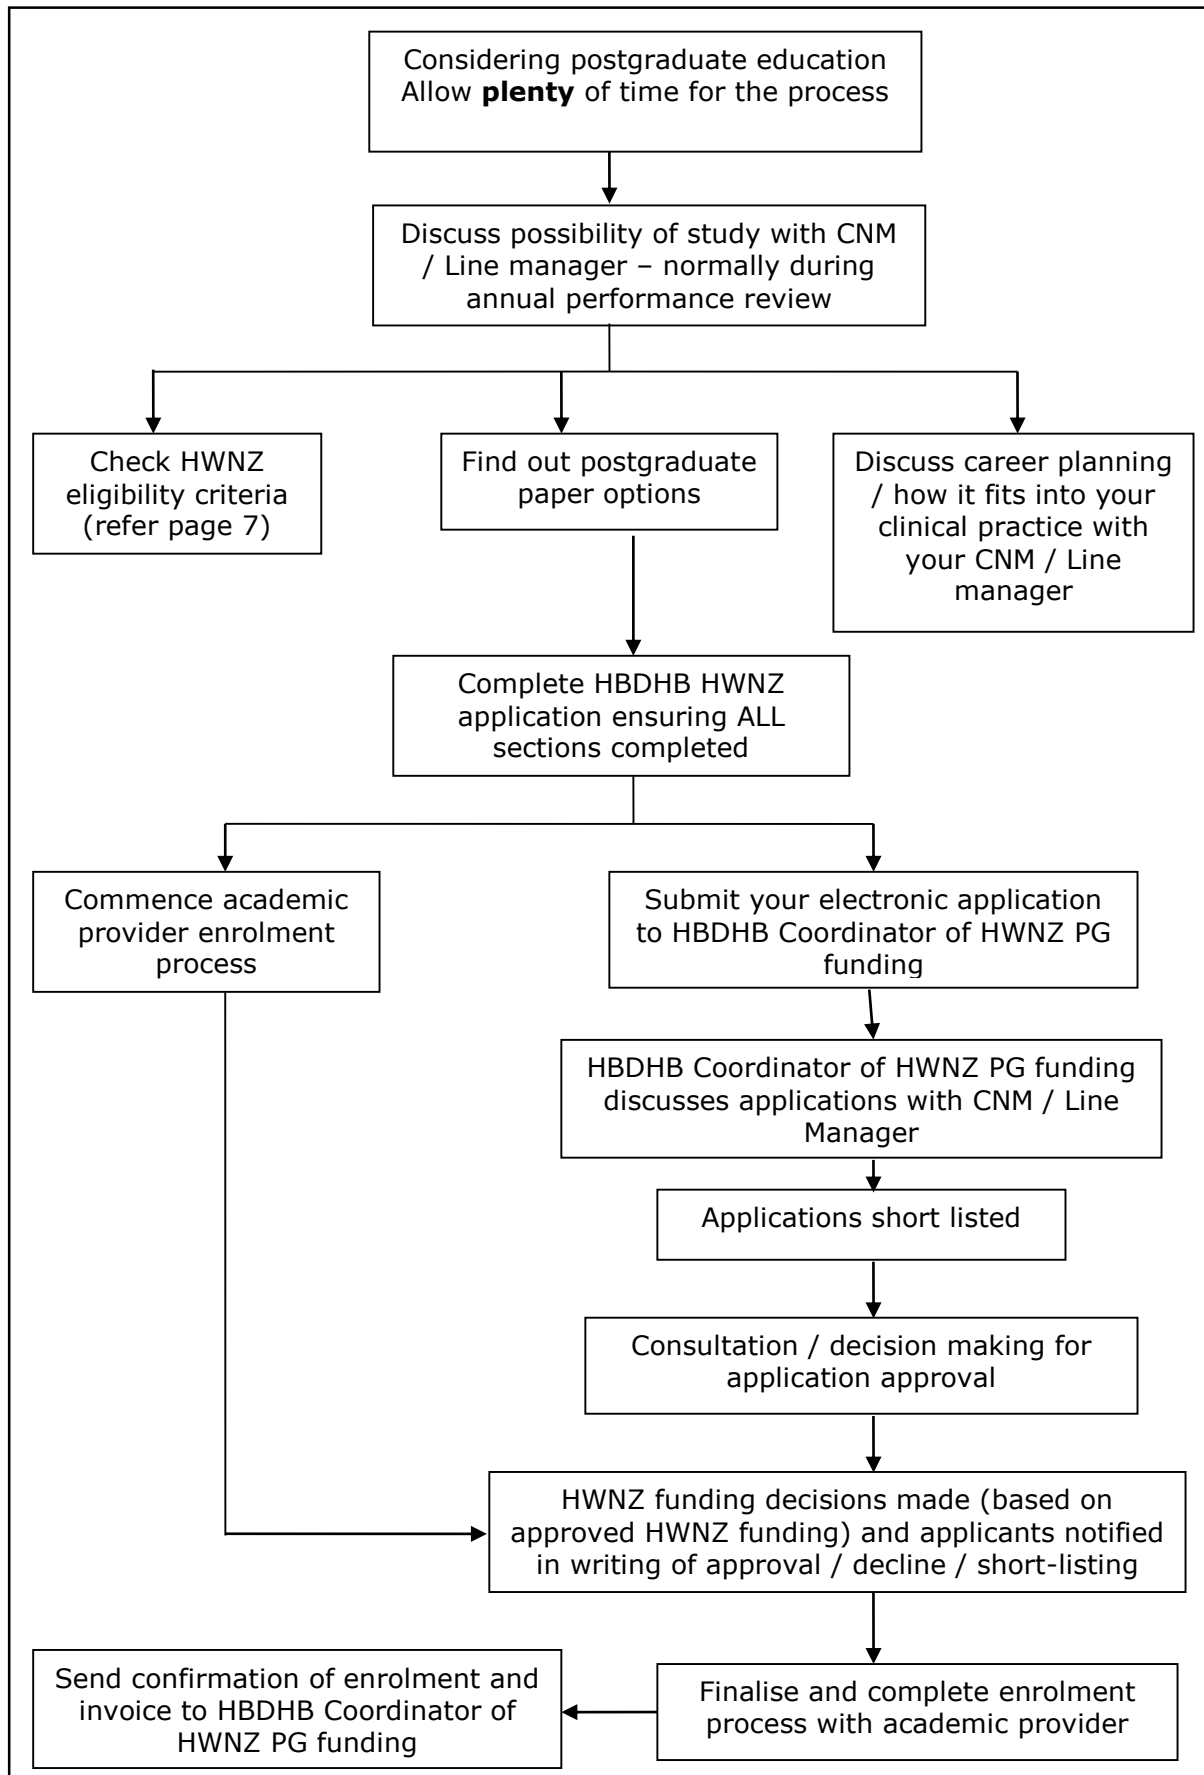 Considering postgraduate education
Allow plenty of time for the process
Discuss possibility of study with CNM
/ Line manager – normally during
annual performance review
Check HWNZ
eligibility criteria
(refer page 7)
Find out postgraduate
paper options
Discuss career planning
/ how it fits into your
clinical practice with
your CNM / Line
manager
Complete HBDHB HWNZ
application ensuring ALL
sections completed
Commence academic
provider enrolment
process
Submit your electronic application
to HBDHB Coordinator of HWNZ PG
funding
HBDHB Coordinator of HWNZ PG funding
discusses applications with CNM / Line
Manager
Applications short listed
Consultation / decision making for
application approval
HWNZ funding decisions made (based on
approved HWNZ funding) and applicants notified
in writing of approval / decline / short-listing
Finalise and complete enrolment
process with academic provider
Send confirmation of enrolment and
invoice to HBDHB Coordinator of
HWNZ PG funding